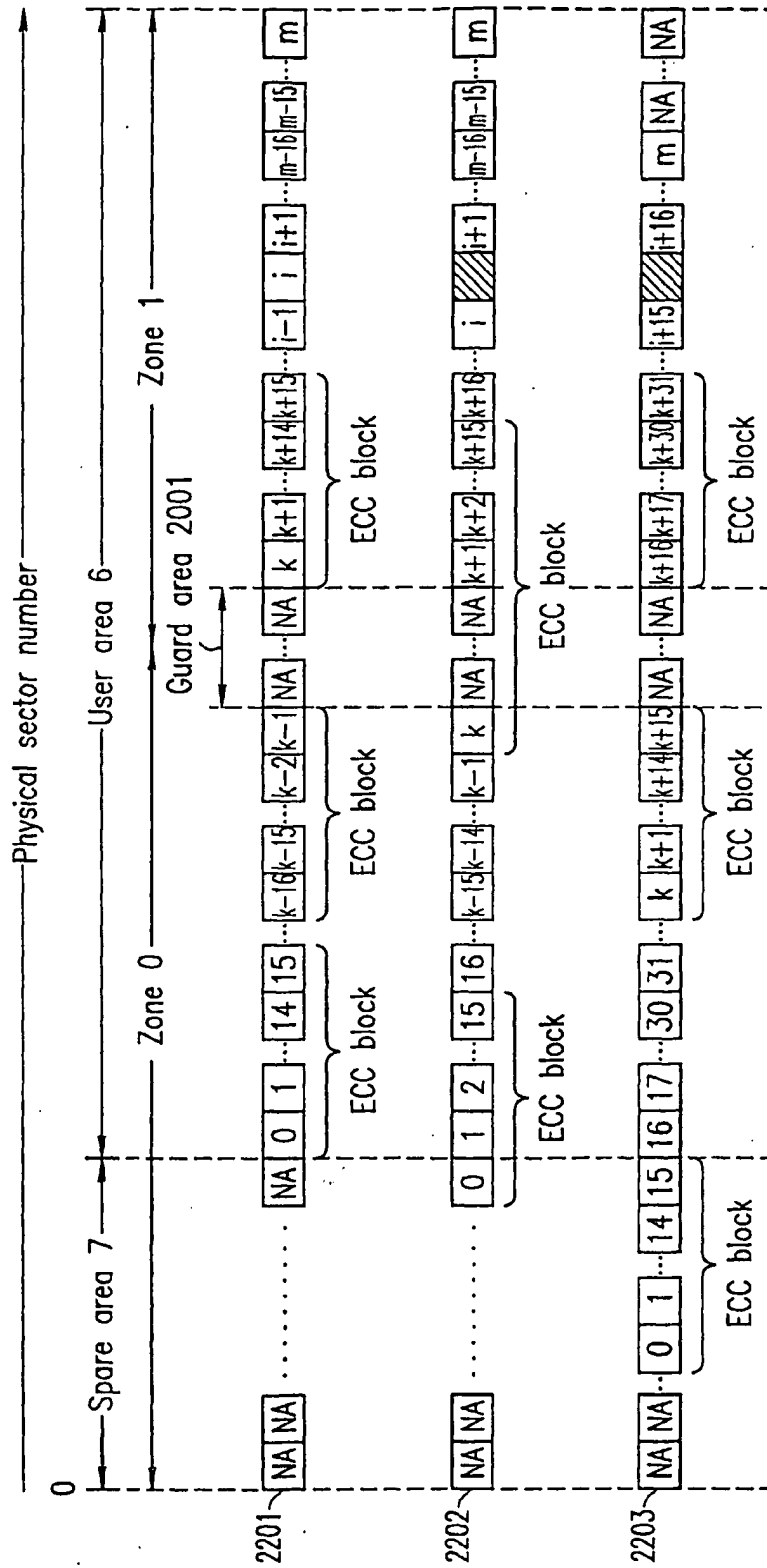 Physical sector number
0
Spare area 7
User area 6
Zone 0
Zone 1
Guard area 2001
2201
NA NA ........ NA 0 1 ... 14 15 ... k-16 k-15 ... k-2 k-1 NA ... NA k k+1 ... k+14 k+15 ... i-1 i i+1 ... m-16 m-15 ... m
ECC block
ECC block
ECC block
2202
NA NA ........ 0 1 2 ... 15 16 ... k-15 k-14 ... k-1 k NA ... NA k+1 k+2 ... k+15 k+16 ... i i+1 ... m-16 m-15 ... m
ECC block
ECC block
2203
NA NA ... 0 1 ... 14 15 16 17 ... 30 31 ... k k+1 ... k+14 k+15 NA ... NA k+16 k+17 ... k+30 k+31 ... i+15 i+16 ... m NA ... NA
ECC block
ECC block
ECC block